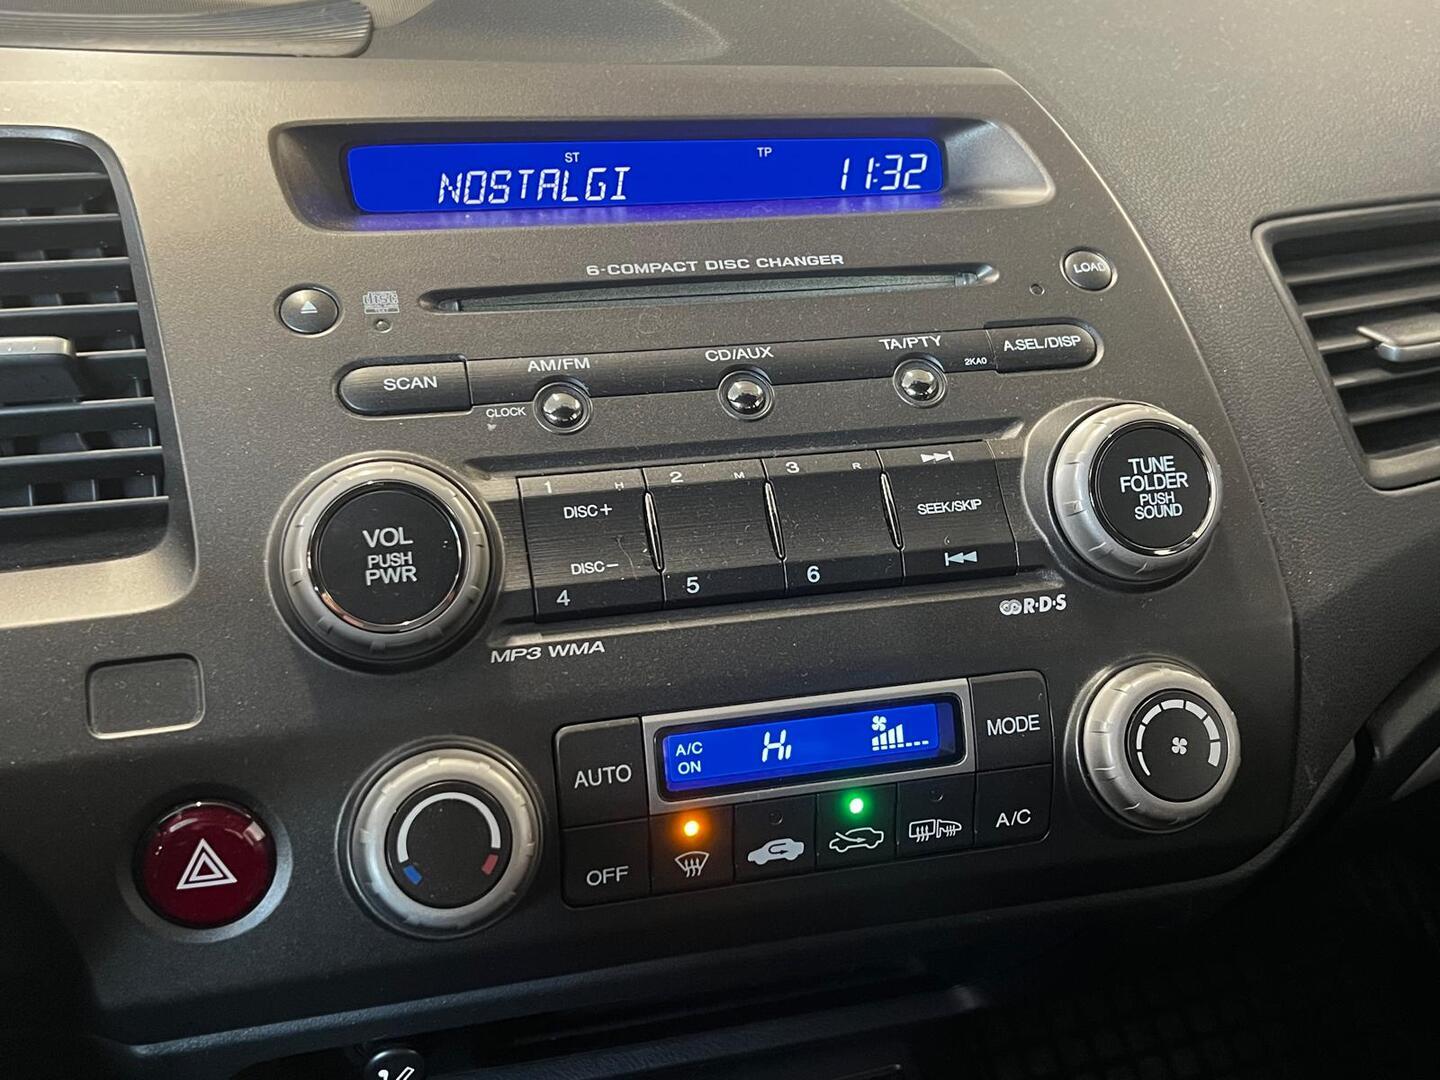 ST TP
NOSTALGI 11:32
6-COMPACT DISC CHANGER
LOAD
disc
TEXT
SCAN AM/FM CD/AUX TA/PTY 2KA0 A.SEL/DISP
CLOCK
1 H 2 M 3 R
DISC+ SEEK/SKIP
DISC−
4 5 6
VOL
PUSH
PWR
TUNE
FOLDER
PUSH
SOUND
MP3 WMA
R·D·S
AUTO
A/C
ON
Hi
MODE
OFF
A/C